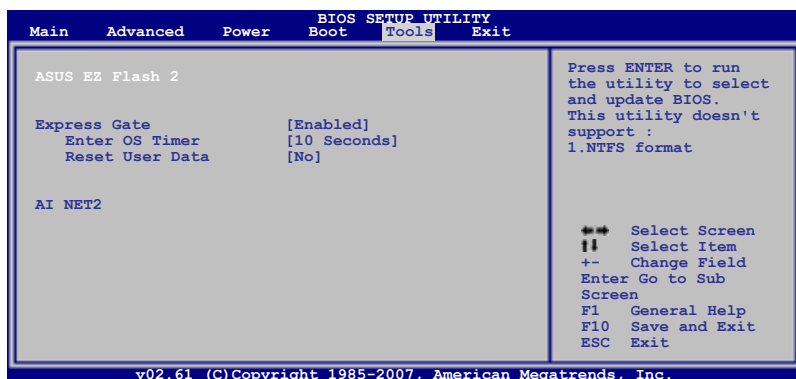 BIOS SETUP UTILITY
Main Advanced Power Boot Tools Exit
ASUS EZ Flash 2
Express Gate [Enabled]
Enter OS Timer [10 Seconds]
Reset User Data [No]
AI NET2
Press ENTER to run
the utility to select
and update BIOS.
This utility doesn't
support :
1.NTFS format
Select Screen
Select Item
+- Change Field
Enter Go to Sub
Screen
F1 General Help
F10 Save and Exit
ESC Exit
v02.61 (C)Copyright 1985-2007, American Megatrends, Inc.